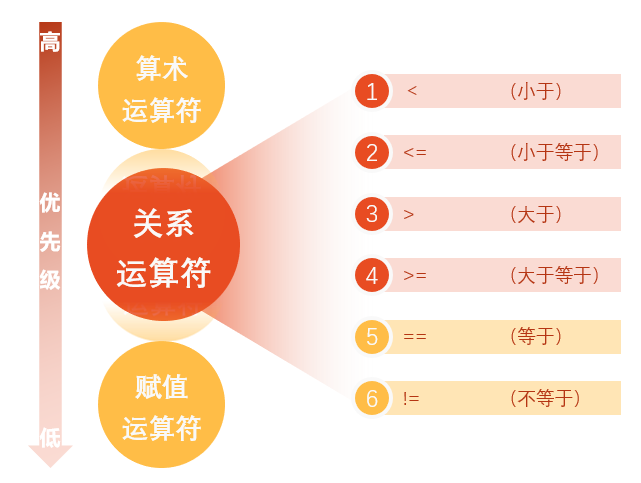 高
优
先
级
低
算术
运算符
关系
运算符
赋值
运算符
1 < （小于）
2 <= （小于等于）
3 > （大于）
4 >= （大于等于）
5 == （等于）
6 != （不等于）